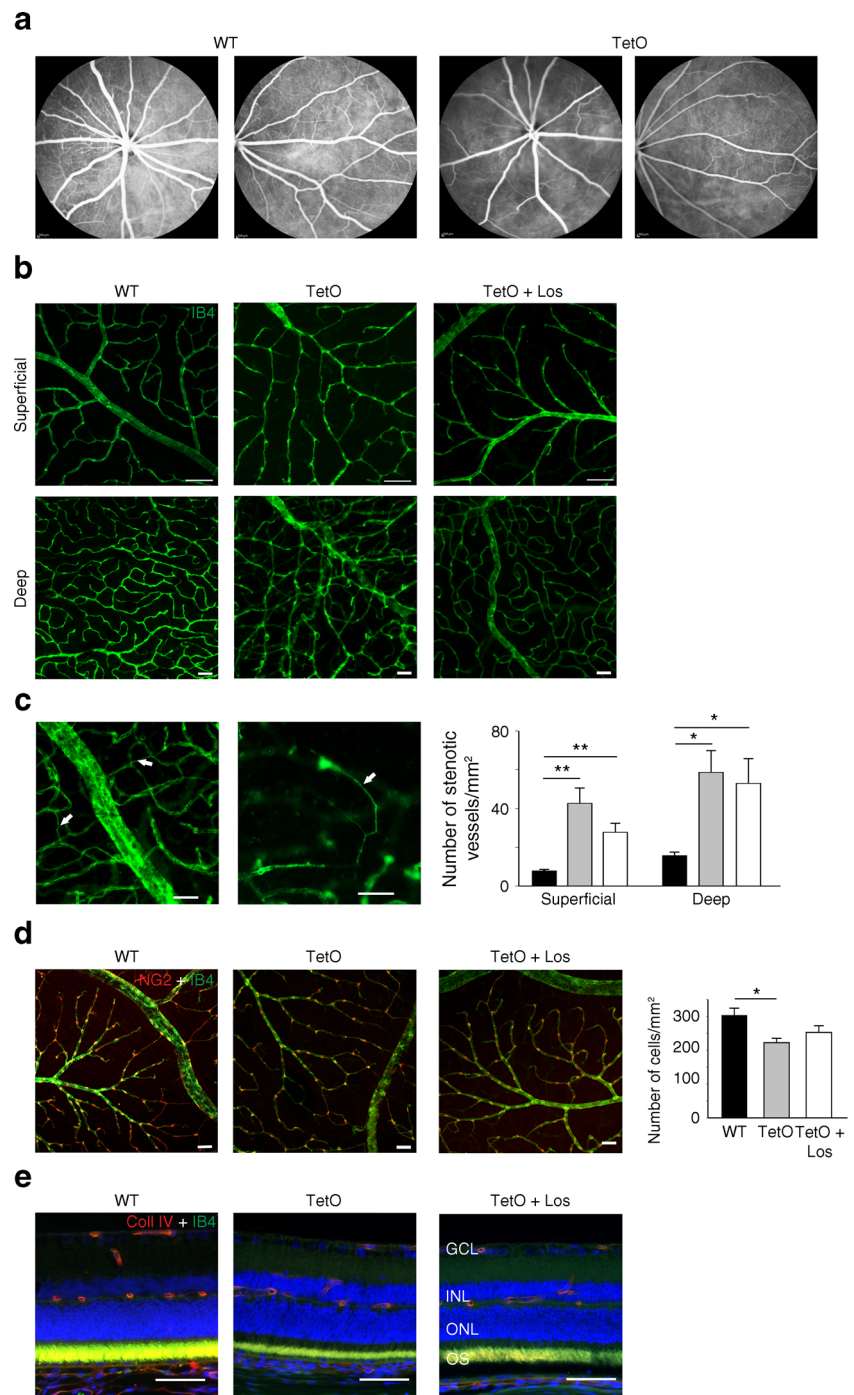 a
WT
TetO
b
WT
TetO
TetO + Los
IB4
Superficial
Deep
c
Number of stenotic
vessels/mm²
80
40
0
**
**
*
*
Superficial
Deep
d
WT
TetO
TetO + Los
NG2 + IB4
Number of cells/mm²
300
200
100
0
*
WT
TetO
TetO +
Los
e
WT
TetO
TetO + Los
Coll IV + IB4
GCL
INL
ONL
OS